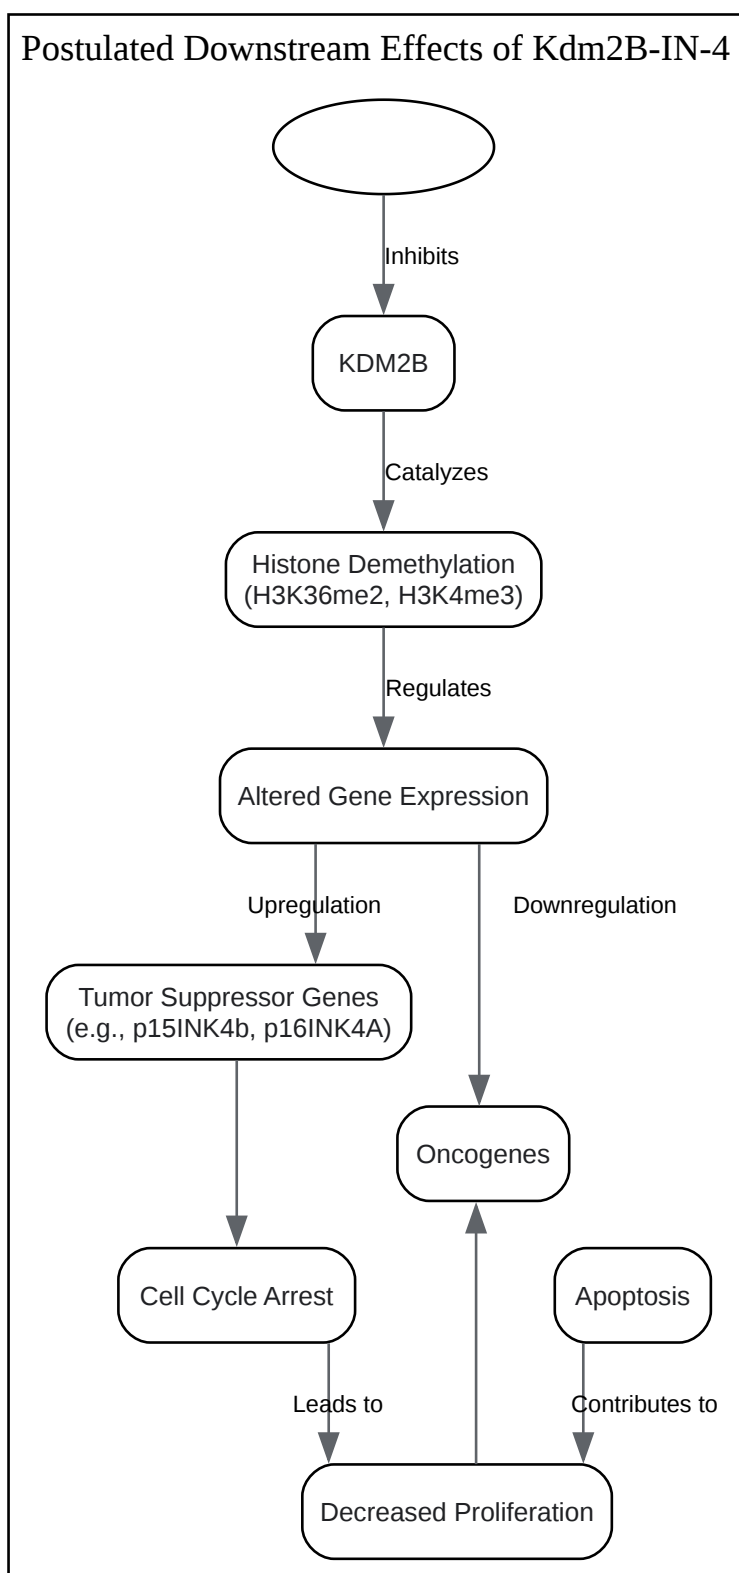 Postulated Downstream Effects of Kdm2B-IN-4
Inhibits
KDM2B
Catalyzes
Histone Demethylation
(H3K36me2, H3K4me3)
Regulates
Altered Gene Expression
Upregulation
Downregulation
Tumor Suppressor Genes
(e.g., p15INK4b, p16INK4A)
Oncogenes
Cell Cycle Arrest
Apoptosis
Leads to
Contributes to
Decreased Proliferation